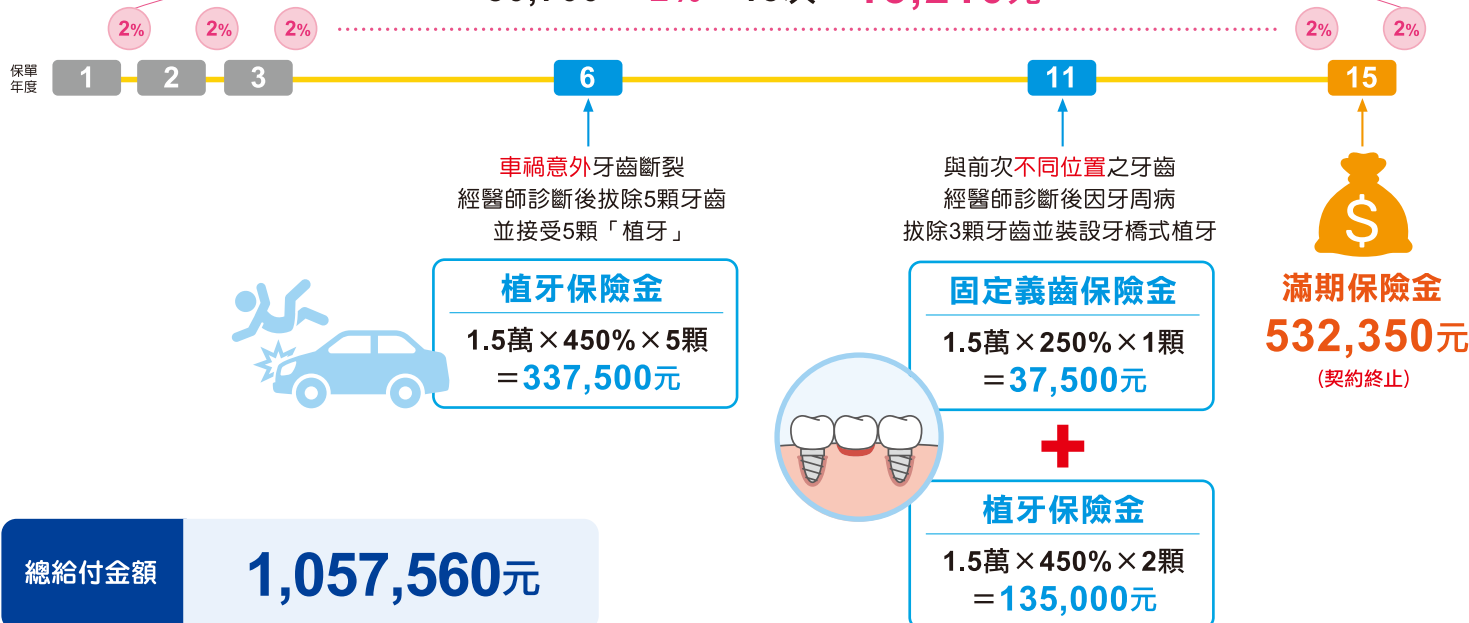 2% 2% 2% 2% 2%
保單
年度
1 2 3 6 11 15
車禍意外牙齒斷裂
經醫師診斷後拔除5顆牙齒
並接受5顆「植牙」
植牙保險金
1.5萬×450%×5顆
＝337,500元
與前次不同位置之牙齒
經醫師診斷後因牙周病
拔除3顆牙齒並裝設牙橋式植牙
固定義齒保險金
1.5萬×250%×1顆
＝37,500元
植牙保險金
1.5萬×450%×2顆
＝135,000元
$
滿期保險金
532,350元
(契約終止)
總給付金額
1,057,560元